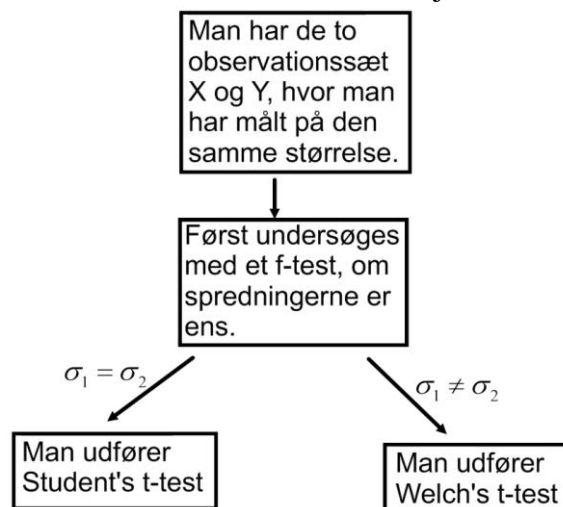 Man har de to
observationssæt
X og Y, hvor man
har målt på den
samme størrelse.
Først undersøges
med et f-test, om
spredningerne er
ens.
σ₁ = σ₂
σ₁ ≠ σ₂
Man udfører
Student's t-test
Man udfører
Welch's t-test